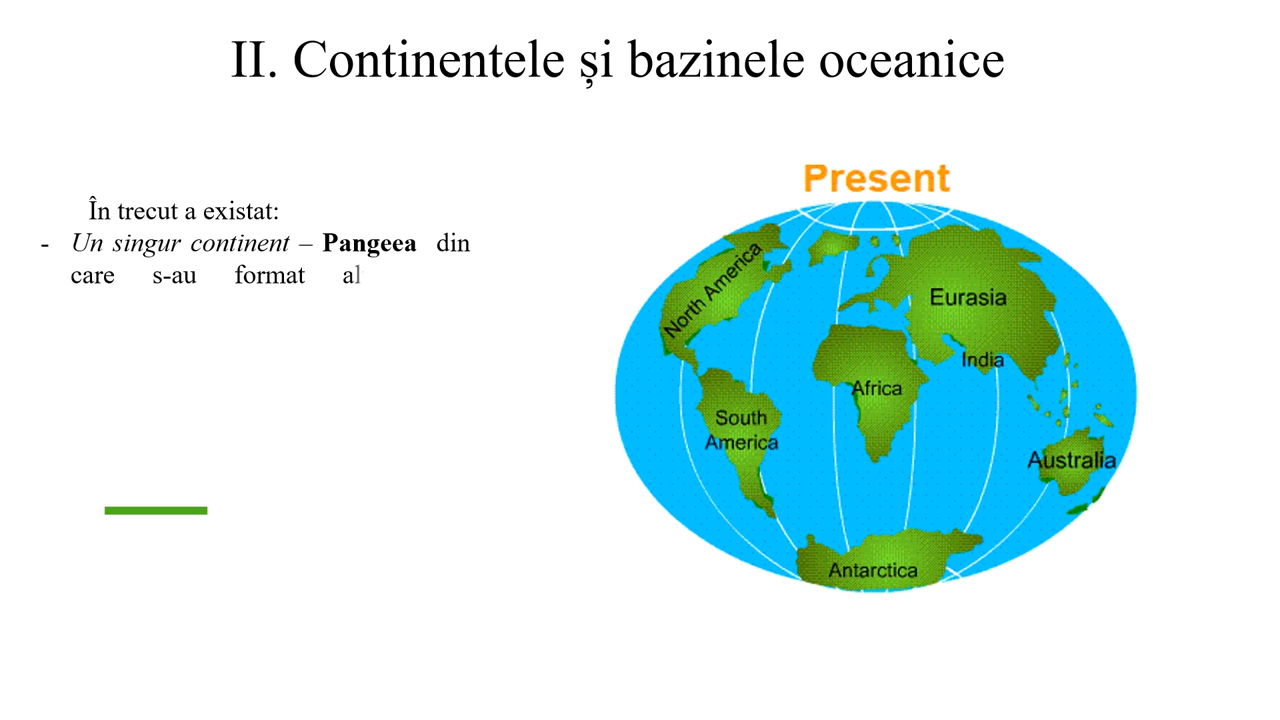 II. Continentele și bazinele oceanice
Present
În trecut a existat:
- Un singur continent – Pangeea din
care s-au format al
North America
Eurasia
India
Africa
South
America
Australia
Antarctica